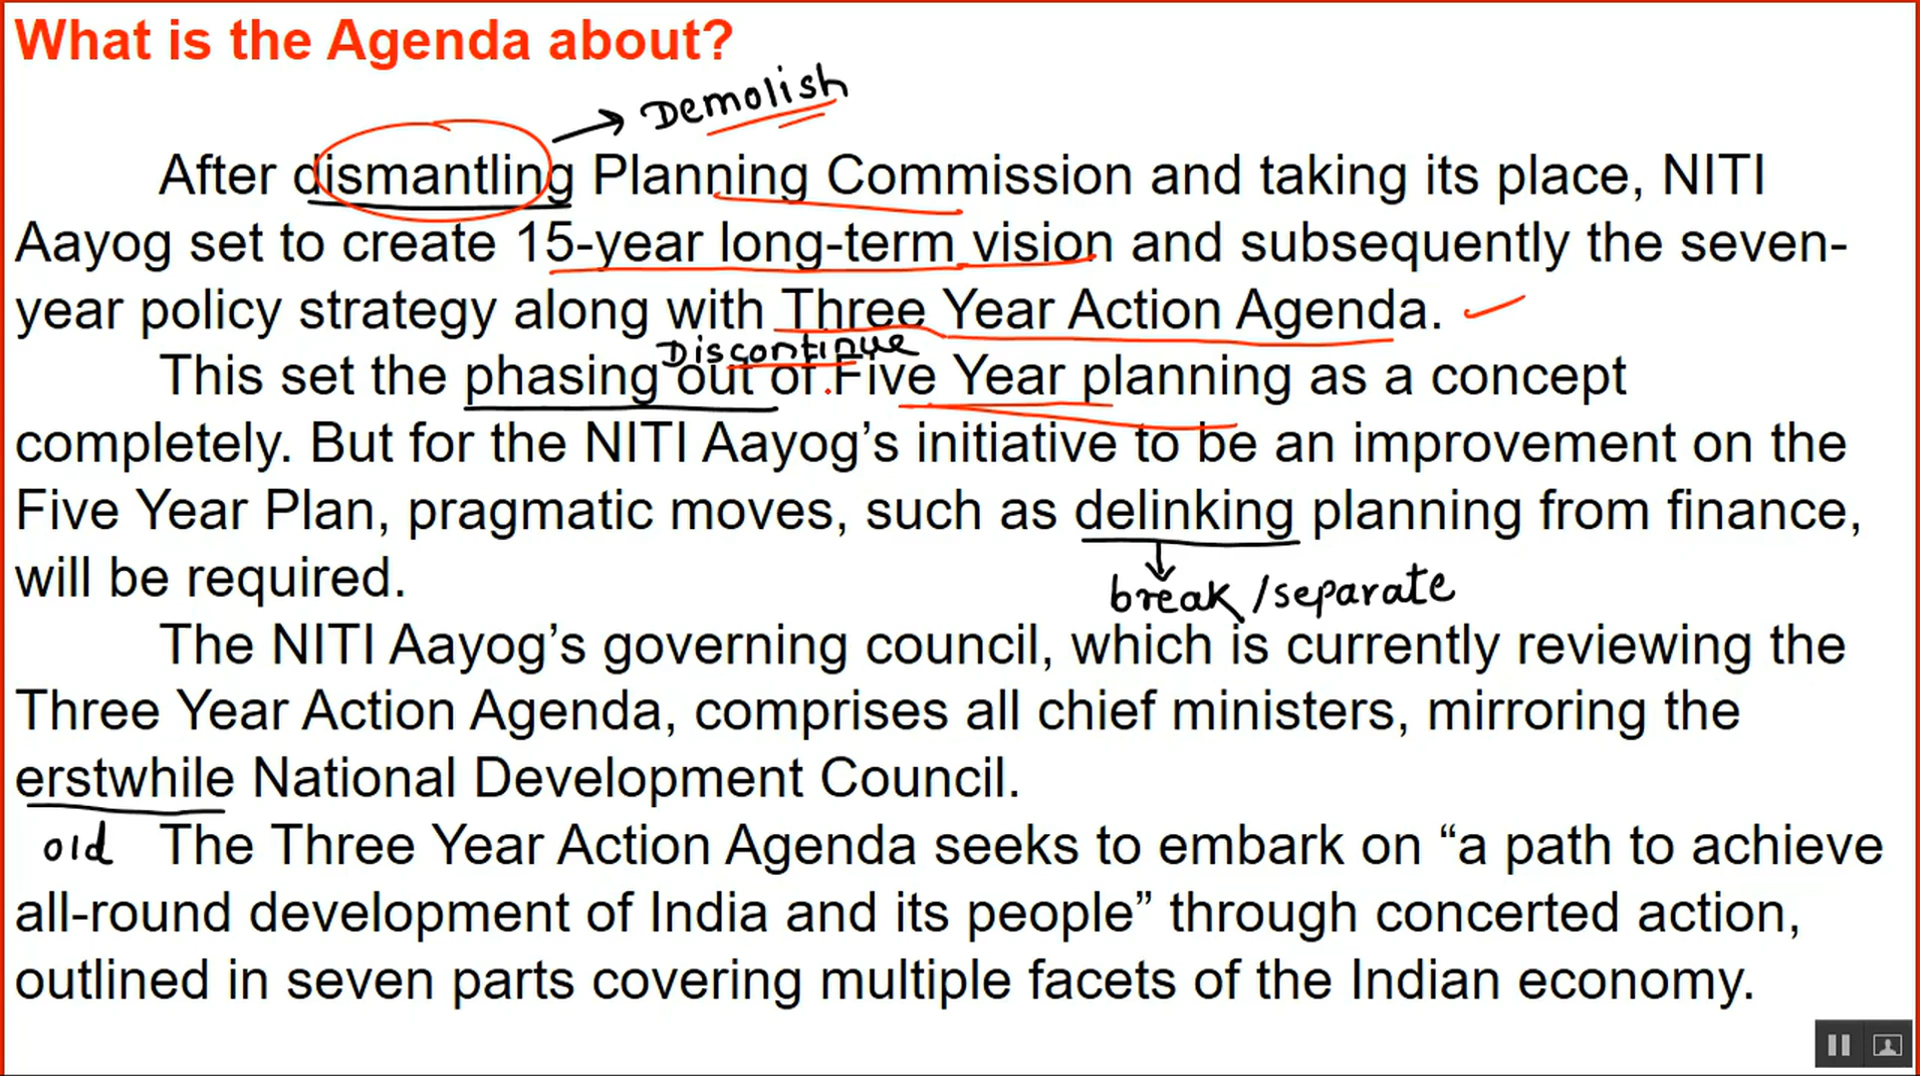 What is the Agenda about?
Demolish
After dismantling Planning Commission and taking its place, NITI
Aayog set to create 15-year long-term vision and subsequently the seven-
year policy strategy along with Three Year Action Agenda.
Discontinue
This set the phasing out of Five Year planning as a concept
completely. But for the NITI Aayog’s initiative to be an improvement on the
Five Year Plan, pragmatic moves, such as delinking planning from finance,
will be required.
break/separate
The NITI Aayog’s governing council, which is currently reviewing the
Three Year Action Agenda, comprises all chief ministers, mirroring the
erstwhile National Development Council.
old
The Three Year Action Agenda seeks to embark on “a path to achieve
all-round development of India and its people” through concerted action,
outlined in seven parts covering multiple facets of the Indian economy.